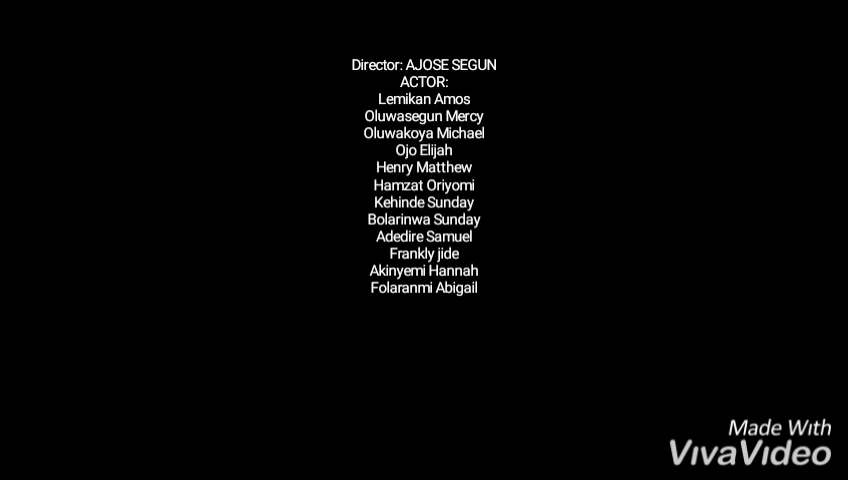 Director: AJOSE SEGUN
ACTOR:
Lemikan Amos
Oluwasegun Mercy
Oluwakoya Michael
Ojo Elijah
Henry Matthew
Hamzat Oriyomi
Kehinde Sunday
Bolarinwa Sunday
Adedire Samuel
Frankly jide
Akinyemi Hannah
Folaranmi Abigail
Made With
VivaVideo